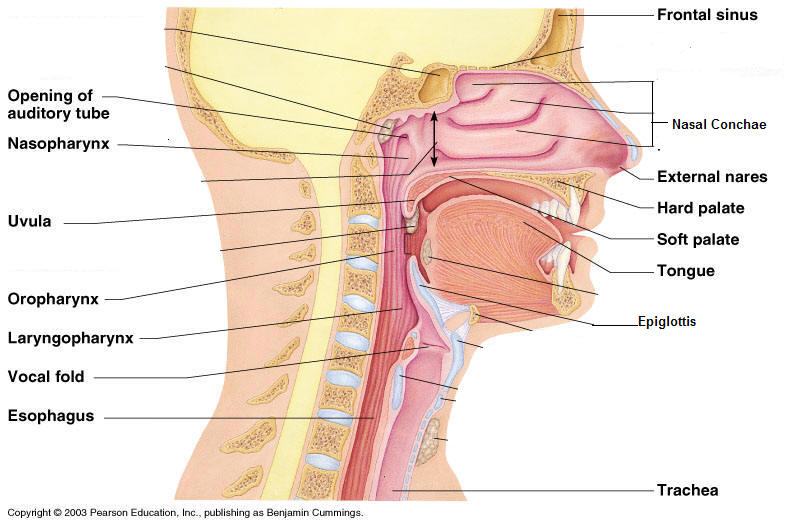 Frontal sinus
Opening of
auditory tube
Nasopharynx
Nasal Conchae
External nares
Hard palate
Uvula
Soft palate
Tongue
Oropharynx
Epiglottis
Laryngopharynx
Vocal fold
Esophagus
Trachea
Copyright © 2003 Pearson Education, Inc., publishing as Benjamin Cummings.